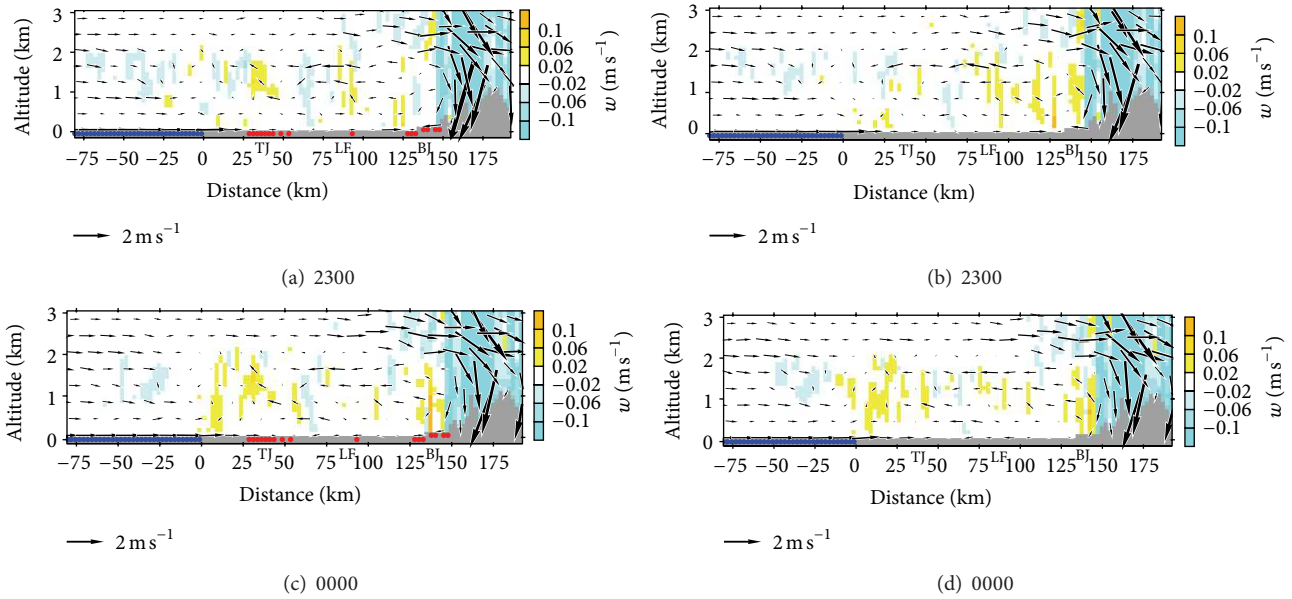 Altitude (km)
3
2
1
0
−75 −50 −25 0 25 50 75 100 125 150 175
TJ LF BJ
Distance (km)
0.1
0.06
0.02
−0.02
−0.06
−0.1
w (m s−1)
2 m s−1
(a) 2300
Altitude (km)
3
2
1
0
−75 −50 −25 0 25 50 75 100 125 150 175
TJ LF BJ
Distance (km)
0.1
0.06
0.02
−0.02
−0.06
−0.1
w (m s−1)
2 m s−1
(b) 2300
Altitude (km)
3
2
1
0
−75 −50 −25 0 25 50 75 100 125 150 175
TJ LF BJ
Distance (km)
0.1
0.06
0.02
−0.02
−0.06
−0.1
w (m s−1)
2 m s−1
(c) 0000
Altitude (km)
3
2
1
0
−75 −50 −25 0 25 50 75 100 125 150 175
TJ LF BJ
Distance (km)
0.1
0.06
0.02
−0.02
−0.06
−0.1
w (m s−1)
2 m s−1
(d) 0000